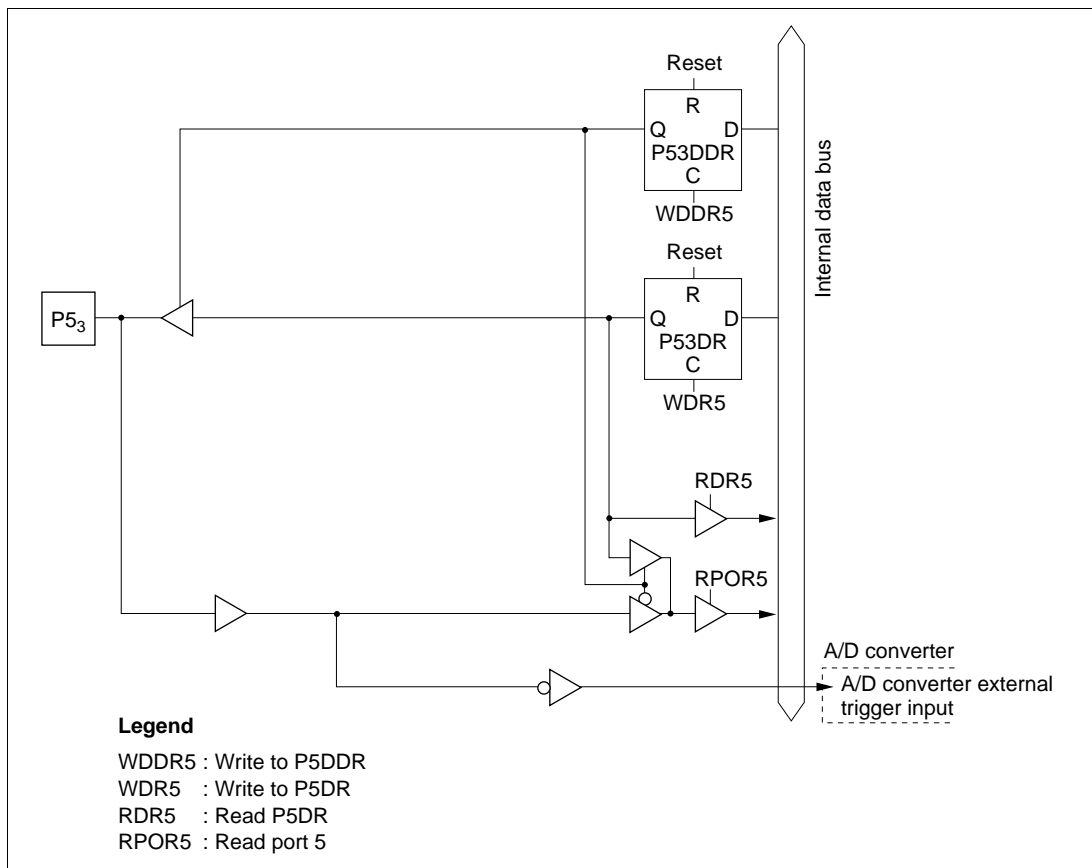 Reset
R
Q D
P53DDR
C
WDDR5
Internal data bus
Reset
R
P5₃
Q D
P53DR
C
WDR5
RDR5
RPOR5
A/D converter
A/D converter external
trigger input
Legend
WDDR5 : Write to P5DDR
WDR5 : Write to P5DR
RDR5 : Read P5DR
RPOR5 : Read port 5